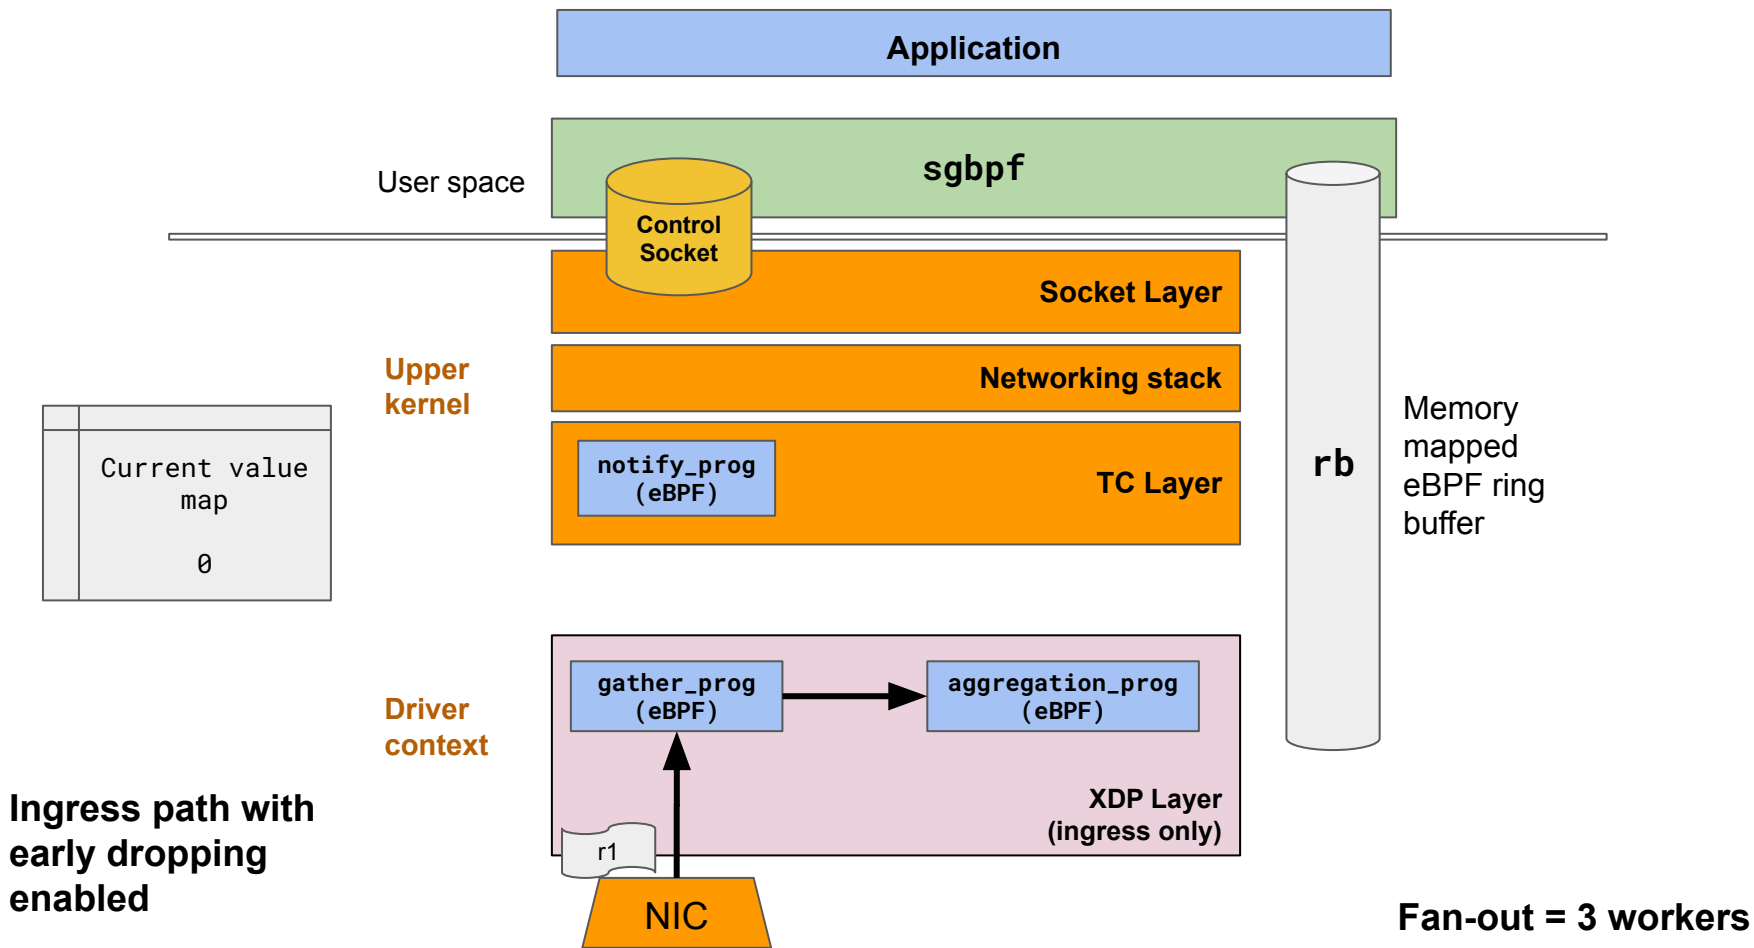 Application
sgbpf
User space
Control
Socket
Socket Layer
Upper
kernel
Networking stack
Current value
map
0
notify_prog
(eBPF)
TC Layer
rb
Memory
mapped
eBPF ring
buffer
Driver
context
gather_prog
(eBPF)
aggregation_prog
(eBPF)
XDP Layer
(ingress only)
r1
NIC
Ingress path with
early dropping
enabled
Fan-out = 3 workers